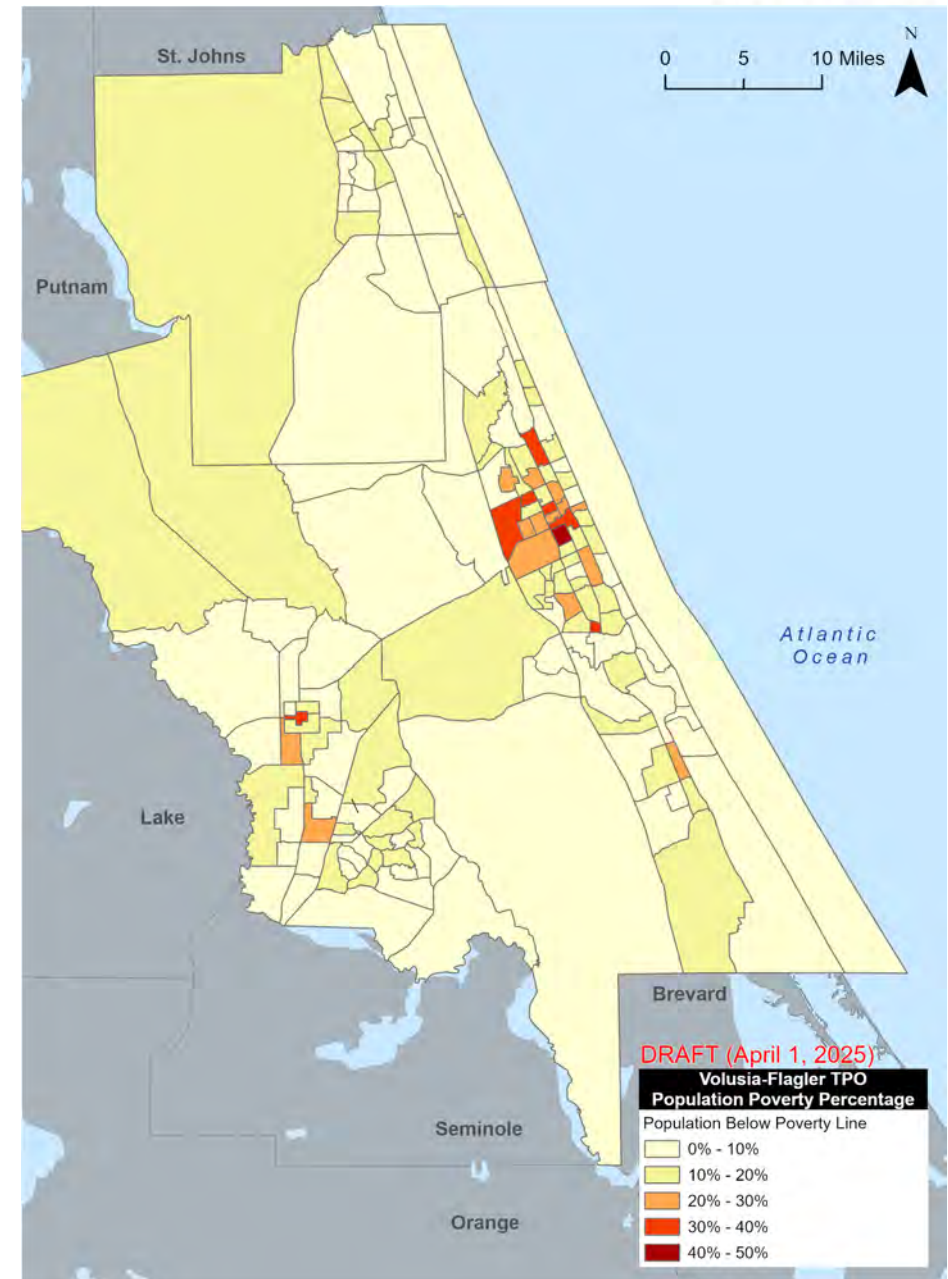 St. Johns
N
0 5 10 Miles
Putnam
Atlantic
Ocean
Lake
Brevard
DRAFT (April 1, 2025)
Volusia-Flagler TPO
Population Poverty Percentage
Population Below Poverty Line
0% - 10%
10% - 20%
20% - 30%
30% - 40%
40% - 50%
Seminole
Orange